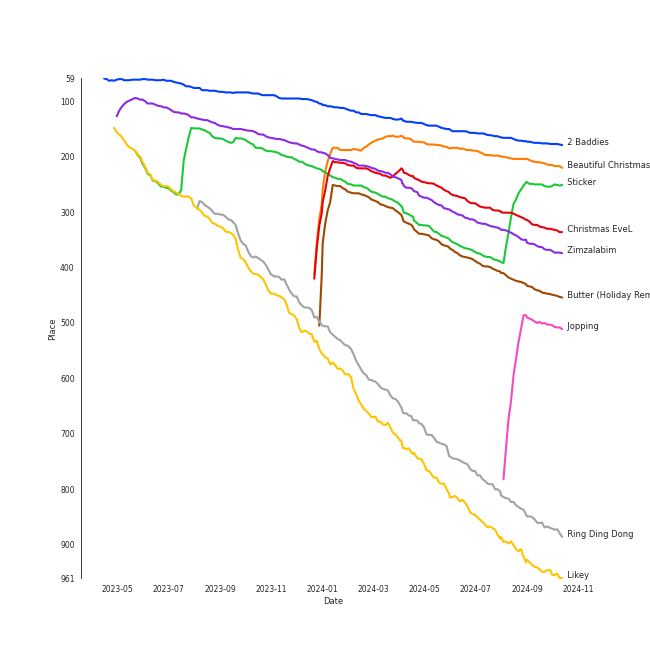 59
100
200
300
400
500
600
700
800
900
961
Place
2023-05
2023-07
2023-09
2023-11
2024-01
2024-03
2024-05
2024-07
2024-09
2024-11
Date
2 Baddies
Beautiful Christmas
Sticker
Christmas EveL
Zimzalabim
Butter (Holiday Rem
Jopping
Ring Ding Dong
Likey